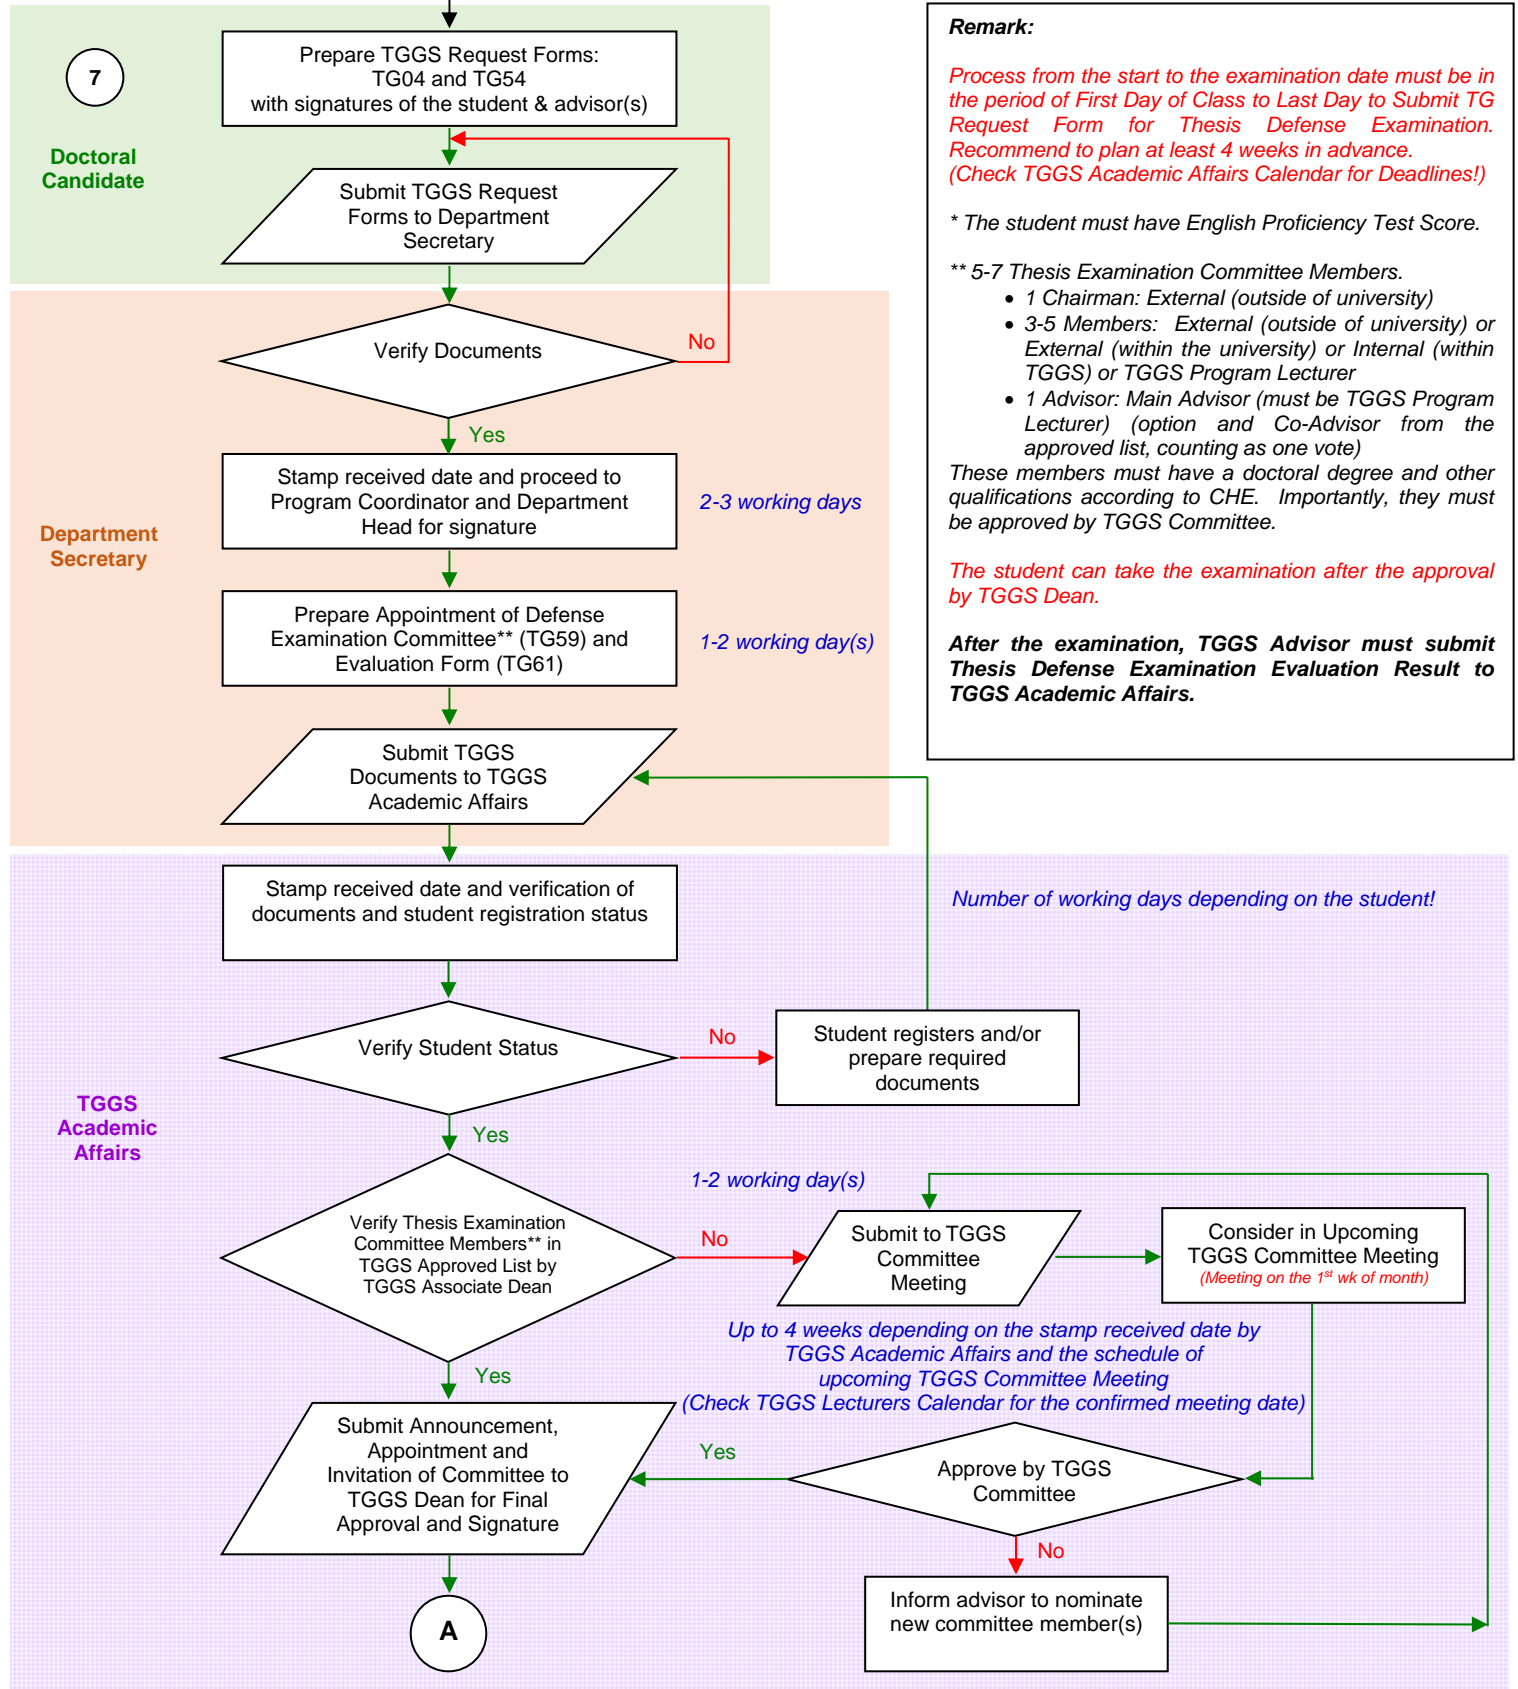 7
Doctoral
Candidate
Prepare TGGS Request Forms:
TG04 and TG54
with signatures of the student & advisor(s)
Submit TGGS Request
Forms to Department
Secretary
Verify Documents
No
Yes
Department
Secretary
Stamp received date and proceed to
Program Coordinator and Department
Head for signature
2-3 working days
Prepare Appointment of Defense
Examination Committee** (TG59) and
Evaluation Form (TG61)
1-2 working day(s)
Submit TGGS
Documents to TGGS
Academic Affairs
Remark:
Process from the start to the examination date must be in
the period of First Day of Class to Last Day to Submit TG
Request Form for Thesis Defense Examination.
Recommend to plan at least 4 weeks in advance.
(Check TGGS Academic Affairs Calendar for Deadlines!)
* The student must have English Proficiency Test Score.
** 5-7 Thesis Examination Committee Members.
• 1 Chairman: External (outside of university)
• 3-5 Members: External (outside of university) or
External (within the university) or Internal (within
TGGS) or TGGS Program Lecturer
• 1 Advisor: Main Advisor (must be TGGS Program
Lecturer) (option and Co-Advisor from the
approved list, counting as one vote)
These members must have a doctoral degree and other
qualifications according to CHE. Importantly, they must
be approved by TGGS Committee.
The student can take the examination after the approval
by TGGS Dean.
After the examination, TGGS Advisor must submit
Thesis Defense Examination Evaluation Result to
TGGS Academic Affairs.
TGGS
Academic
Affairs
Stamp received date and verification of
documents and student registration status
Number of working days depending on the student!
Verify Student Status
No
Student registers and/or
prepare required
documents
Yes
1-2 working day(s)
Verify Thesis Examination
Committee Members** in
TGGS Approved List by
TGGS Associate Dean
No
Submit to TGGS
Committee
Meeting
Consider in Upcoming
TGGS Committee Meeting
(Meeting on the 1st wk of month)
Up to 4 weeks depending on the stamp received date by
TGGS Academic Affairs and the schedule of
upcoming TGGS Committee Meeting
(Check TGGS Lecturers Calendar for the confirmed meeting date)
Yes
Submit Announcement,
Appointment and
Invitation of Committee to
TGGS Dean for Final
Approval and Signature
Yes
Approve by TGGS
Committee
No
Inform advisor to nominate
new committee member(s)
A